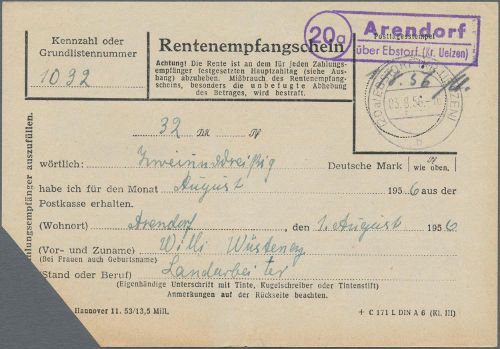 20a Arendorf
über Ebstorf (Kr. Uelzen)
Kennzahl oder
Grundlistennummer
1032
Rentenempfangschein
Achtung! Die Rente ist an dem für jeden Zahlungs-
empfänger festgesetzten Hauptzahltag (siehe Aus-
hang) abzuheben. Mißbrauch des Rentenempfang-
scheins, besonders die unbefugte Abhebung
des Betrages, wird bestraft.
Postlagestempel
32
wörtlich: Zweiunddreißig Deutsche Mark wie oben,
habe ich für den Monat August 1956 aus der
Postkasse erhalten.
(Wohnort) Arendorf, den 1. August 1956
(Vor- und Zuname) Willi Wüsteney
(Bei Frauen auch Geburtsname)
Stand oder Beruf) Landarbeiter
(Eigenhändige Unterschrift mit Tinte, Kugelschreiber oder Tintenstift)
Anmerkungen auf der Rückseite beachten.
Hannover 11. 53/13,5 Mill.
+ C 171 L DIN A 6 (Kl. III)
ahlungsempfänger auszufüllen.